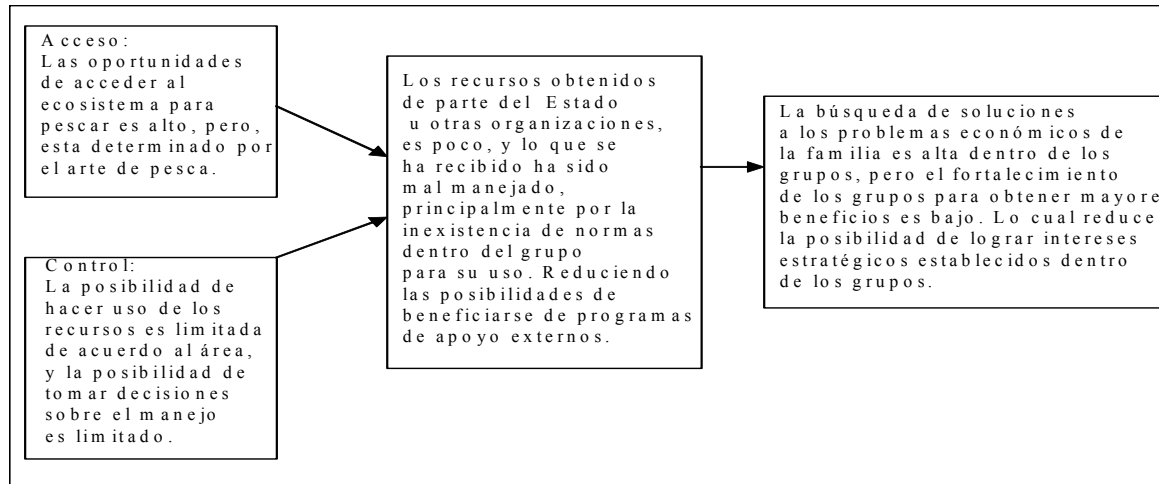 Acceso:
Las oportunidades
de acceder al
ecosistema para
pescar es alto, pero,
esta determinado por
el arte de pesca.
Control:
La posibilidad de
hacer uso de los
recursos es limitada
de acuerdo al área,
y la posibilidad de
tomar decisiones
sobre el manejo
es limitado.
Los recursos obtenidos
de parte del Estado
u otras organizaciones,
es poco, y lo que se
ha recibido ha sido
mal manejado,
principalmente por la
inexistencia de normas
dentro del grupo
para su uso. Reduciendo
las posibilidades de
beneficiarse de programas
de apoyo externos.
La búsqueda de soluciones
a los problemas económicos de
la familia es alta dentro de los
grupos, pero el fortalecimiento
de los grupos para obtener mayore
beneficios es bajo. Lo cual reduce
la posibilidad de lograr intereses
estratégicos establecidos dentro
de los grupos.